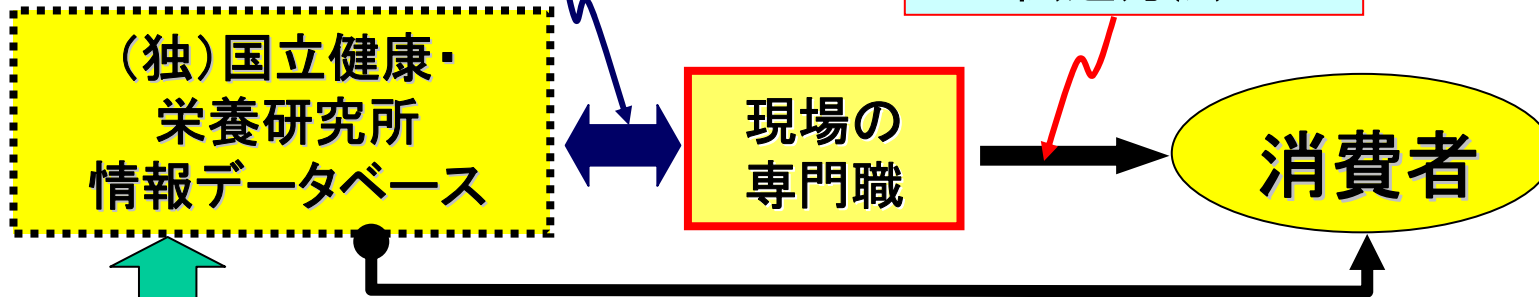 （独）国立健康・
栄養研究所
情報データベース
現場の
専門職
消費者